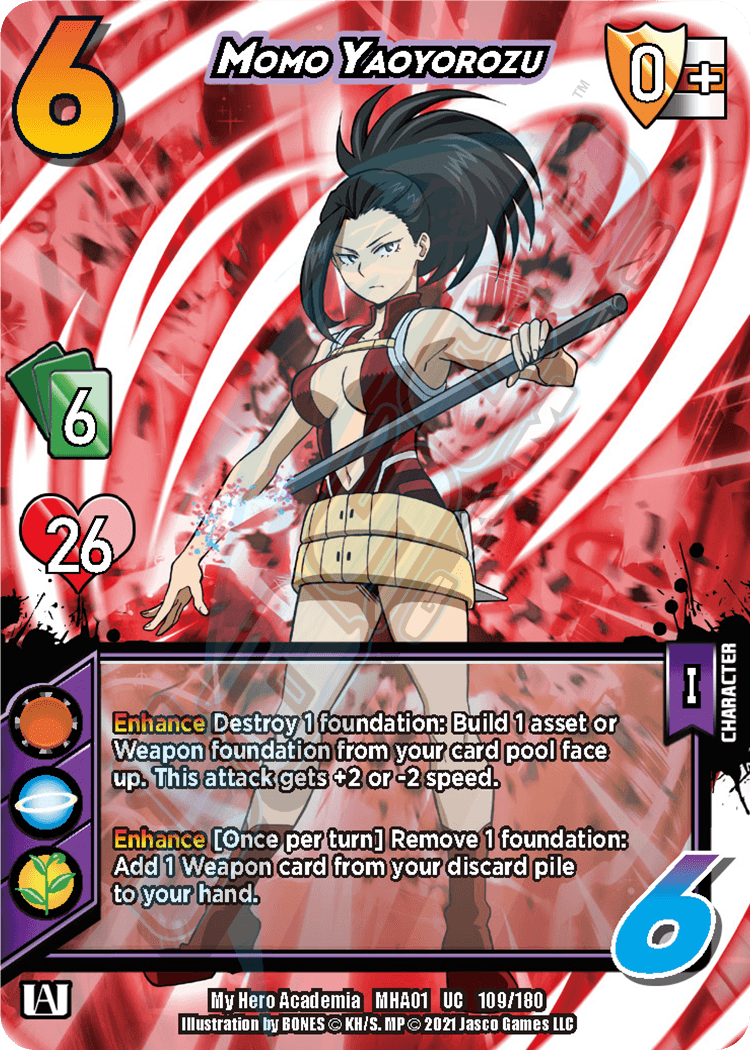 6
MOMO YAOYOROZU
0 +
TM
6
26
I
CHARACTER
Enhance Destroy 1 foundation: Build 1 asset or
Weapon foundation from your card pool face
up. This attack gets +2 or -2 speed.
Enhance [Once per turn] Remove 1 foundation:
Add 1 Weapon card from your discard pile
to your hand.
6
UA
My Hero Academia MHA01 UC 109/180
Illustration by BONES © KH/S. MP © 2021 Jasco Games LLC